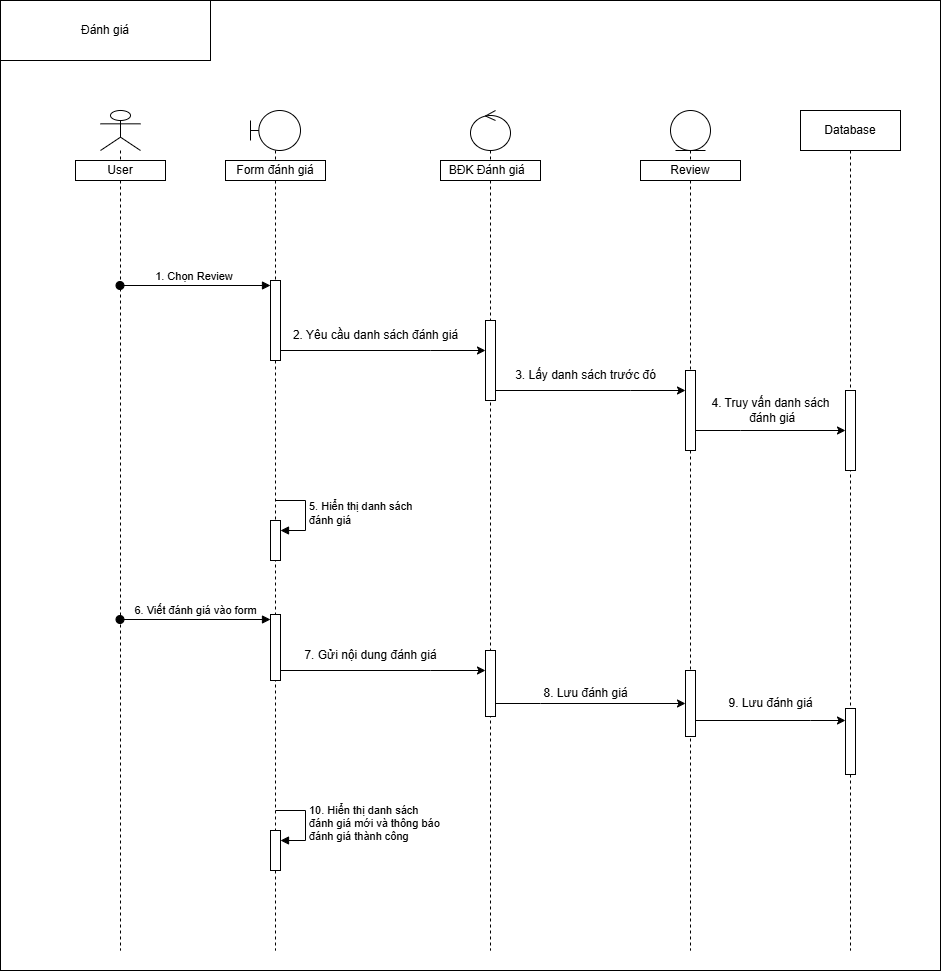 Đánh giá
User
Form đánh giá
BĐK Đánh giá
Review
Database
1. Chọn Review
2. Yêu cầu danh sách đánh giá
3. Lấy danh sách trước đó
4. Truy vấn danh sách
đánh giá
5. Hiển thị danh sách
đánh giá
6. Viết đánh giá vào form
7. Gửi nội dung đánh giá
8. Lưu đánh giá
9. Lưu đánh giá
10. Hiển thị danh sách
đánh giá mới và thông báo
đánh giá thành công